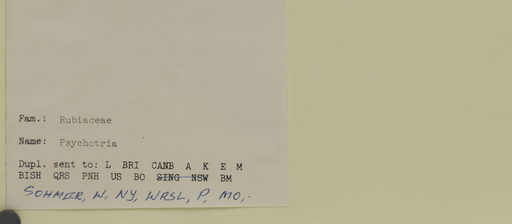 Fam.: Rubiaceae
Name: Psychotria
Dupl. sent to: L BRI CANB A K E M
BISH QRS PNH US BO SING NSW BM
SOHMER, W, NY, WRSL, P, MO,.